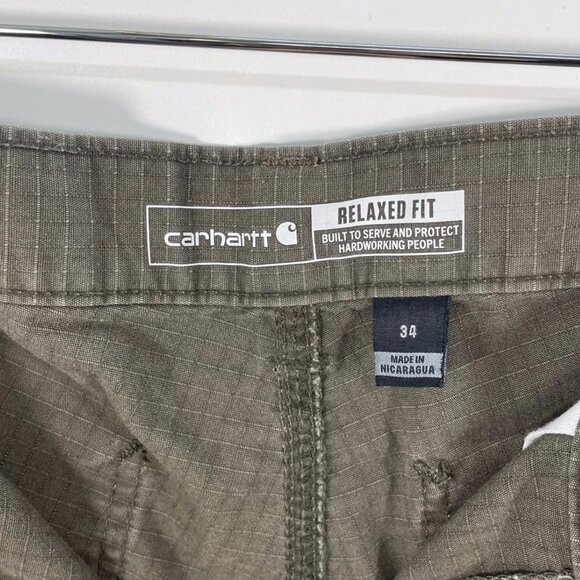 carhartt
RELAXED FIT
BUILT TO SERVE AND PROTECT
HARDWORKING PEOPLE
34
MADE IN
NICARAGUA